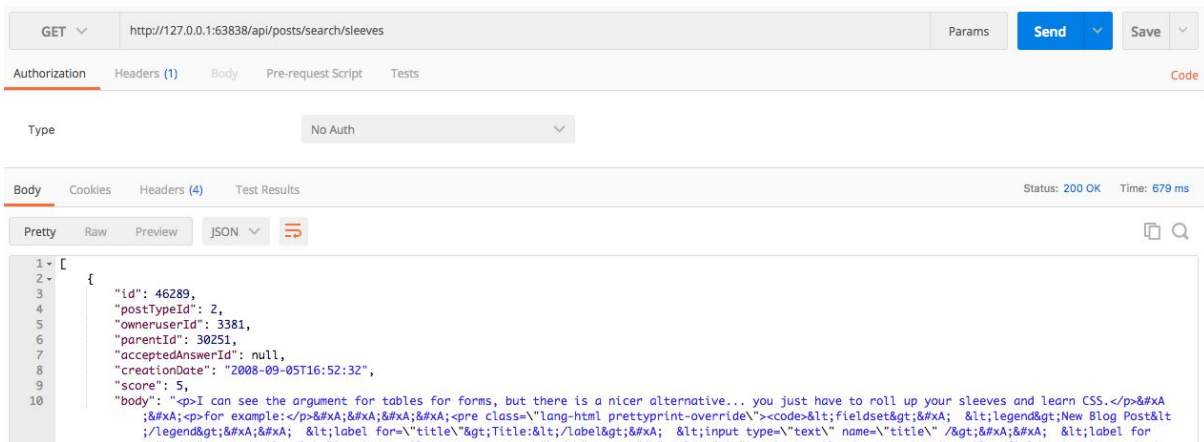 GET http://127.0.0.1:63838/api/posts/search/sleeves Params Send Save
Authorization Headers (1) Body Pre-request Script Tests Code
Type No Auth
Body Cookies Headers (4) Test Results Status: 200 OK Time: 679 ms
Pretty Raw Preview JSON
1 [
2 {
3 "id": 46289,
4 "postTypeId": 2,
5 "owneruserId": 3381,
6 "parentId": 30251,
7 "acceptedAnswerId": null,
8 "creationDate": "2008-09-05T16:52:32",
9 "score": 5,
10 "body": "<p>I can see the argument for tables for forms, but there is a nicer alternative... you just have to roll up your sleeves and learn CSS.</p>&#xA
;&#xA;<p>for example:</p>&#xA;&#xA;&#xA;&#xA;<pre class=\"lang-html prettyprint-override\"><code>&lt;fieldset&gt;&#xA;  &lt;legend&gt;New Blog Post&lt
;/legend&gt;&#xA;&#xA;  &lt;label for=\"title\"&gt;Title:&lt;/label&gt;&#xA;  &lt;input type=\"text\" name=\"title\" /&gt;&#xA;&#xA;  &lt;label for